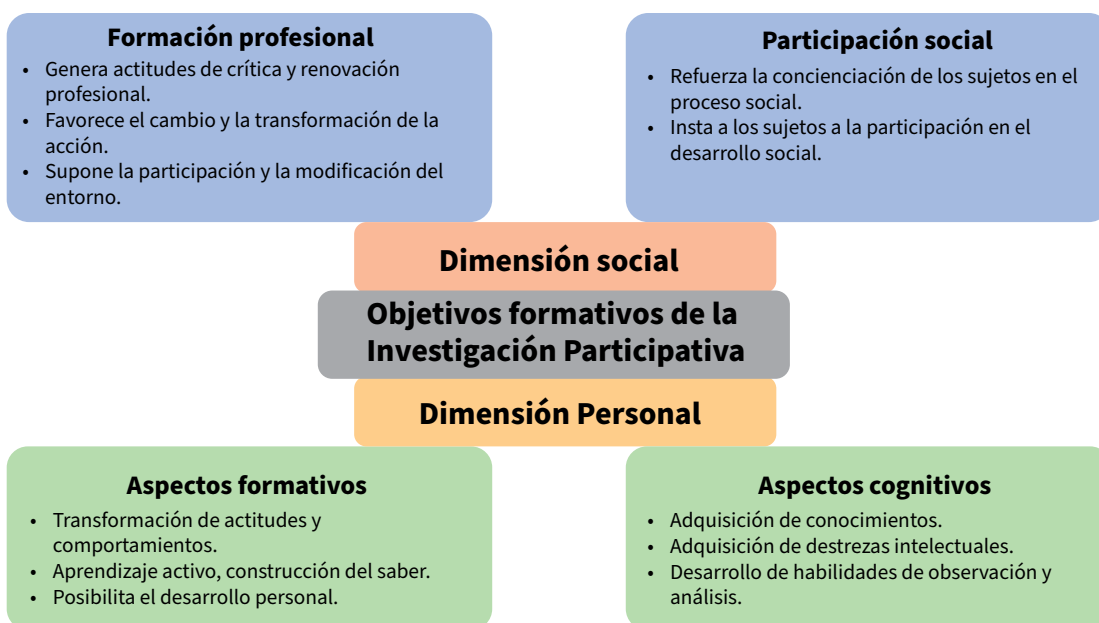 Formación profesional
• Genera actitudes de crítica y renovación
profesional.
• Favorece el cambio y la transformación de la
acción.
• Supone la participación y la modificación del
entorno.
Participación social
• Refuerza la concienciación de los sujetos en el
proceso social.
• Insta a los sujetos a la participación en el
desarrollo social.
Dimensión social
Objetivos formativos de la
Investigación Participativa
Dimensión Personal
Aspectos formativos
• Transformación de actitudes y
comportamientos.
• Aprendizaje activo, construcción del saber.
• Posibilita el desarrollo personal.
Aspectos cognitivos
• Adquisición de conocimientos.
• Adquisición de destrezas intelectuales.
• Desarrollo de habilidades de observación y
análisis.